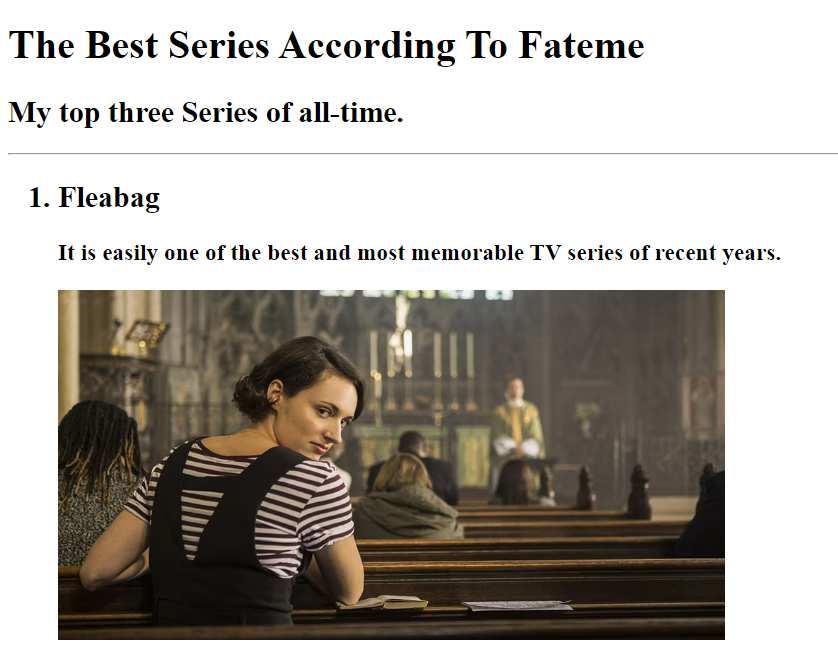 The Best Series According To Fateme
My top three Series of all-time.
1. Fleabag
It is easily one of the best and most memorable TV series of recent years.